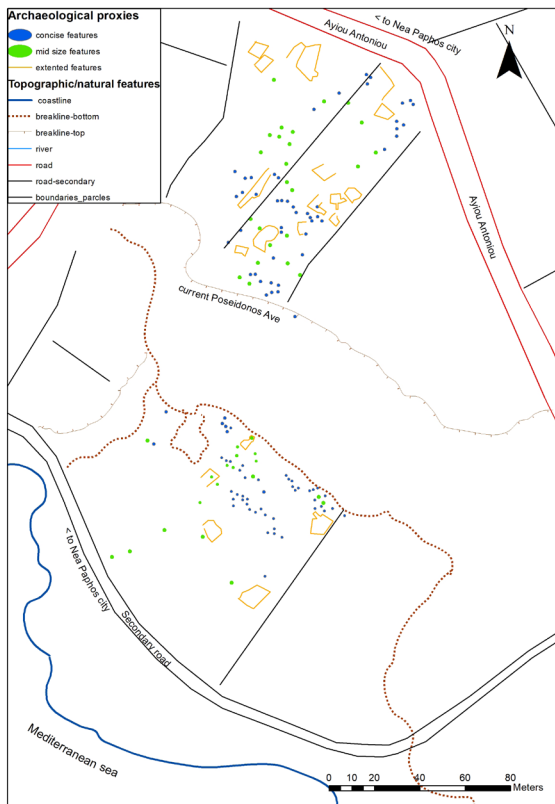 Archaeological proxies
concise features
mid size features
extented features
Topographic/natural features
coastline
breakline-bottom
breakline-top
river
road
road-secondary
boundaries_parcles
Ayiou Antoniou
< to Nea Paphos city
N
Ayiou Antoniou
current Poseidonos Ave
< to Nea Paphos city
Secondary road
Mediterranean sea
0 10 20 40 60 80
Meters